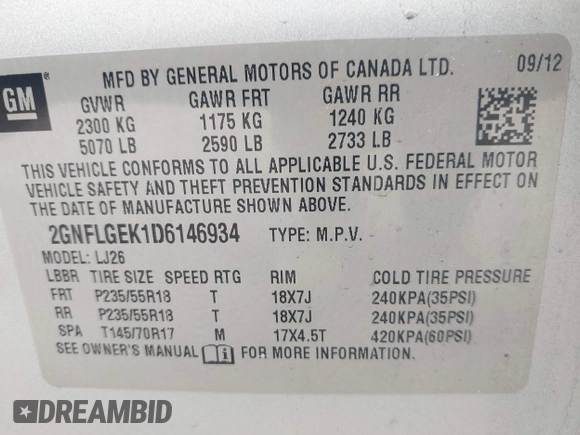 GM ®
MFD BY GENERAL MOTORS OF CANADA LTD. 09/12
GVWR GAWR FRT GAWR RR
2300 KG 1175 KG 1240 KG
5070 LB 2590 LB 2733 LB
THIS VEHICLE CONFORMS TO ALL APPLICABLE U.S. FEDERAL MOTOR
VEHICLE SAFETY AND THEFT PREVENTION STANDARDS IN EFFECT ON
THE DATE OF MANUFACTURE SHOWN ABOVE.
2GNFLGEK1D6146934 TYPE: M.P.V.
MODEL: LJ26
LBBR TIRE SIZE SPEED RTG RIM COLD TIRE PRESSURE
FRT P235/55R18 T 18X7J 240KPA(35PSI)
RR P235/55R18 T 18X7J 240KPA(35PSI)
SPA T145/70R17 M 17X4.5T 420KPA(60PSI)
SEE OWNER'S MANUAL FOR MORE INFORMATION.
DREAMBID